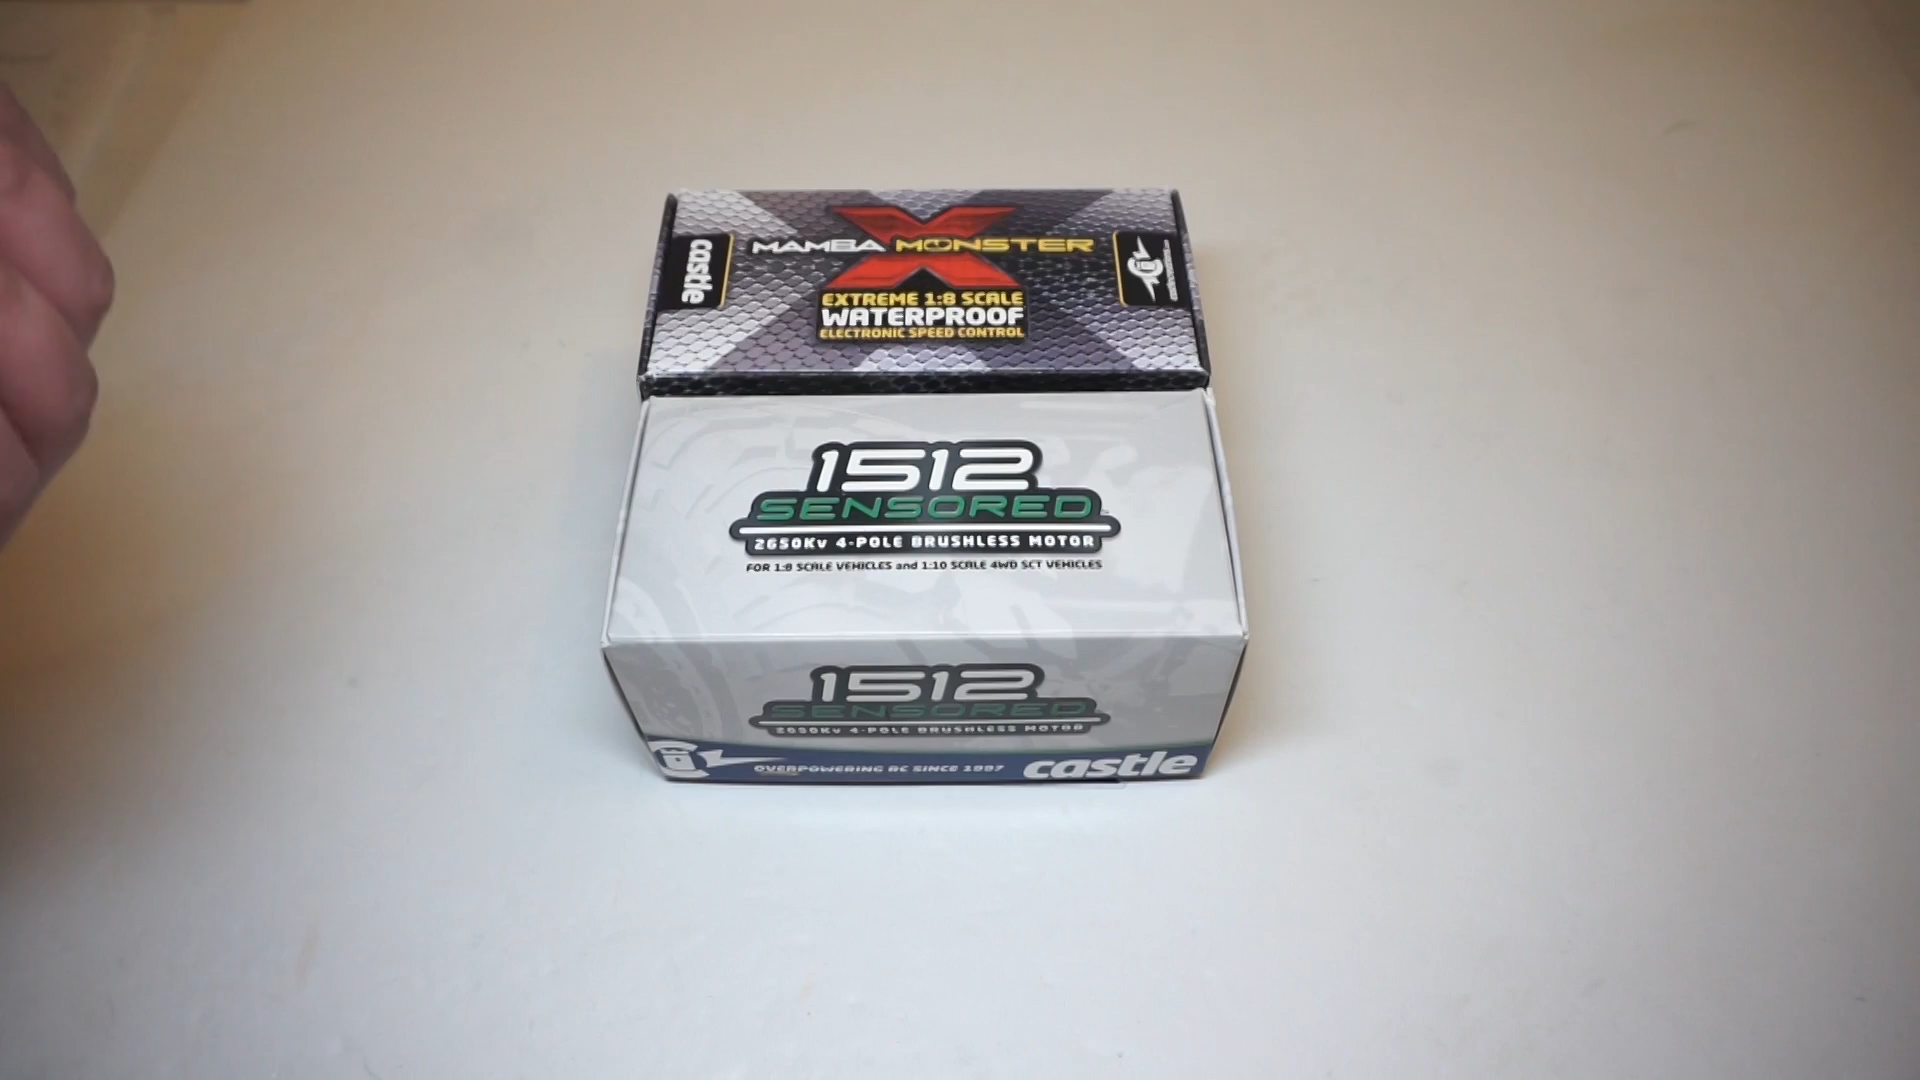 X
MAMBA MONSTER
EXTREME 1:8 SCALE
WATERPROOF
ELECTRONIC SPEED CONTROL
castle
1512
SENSORED
2650Kv 4-POLE BRUSHLESS MOTOR
FOR 1:8 SCALE VEHICLES and 1:10 SCALE 4WD SCT VEHICLES
1512
SENSORED
2650Kv 4-POLE BRUSHLESS MOTOR
OVERPOWERING RC SINCE 1997
castle